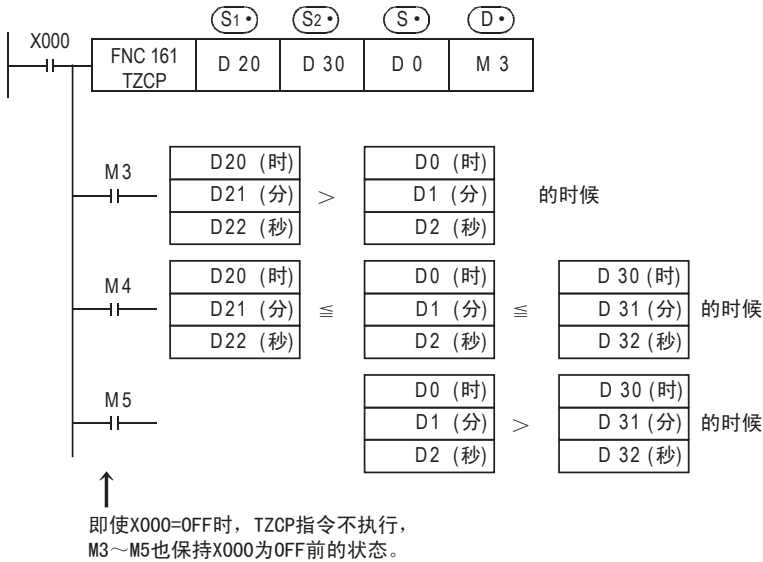 S1• S2• S• D•
X000
FNC 161 D 20 D 30 D 0 M 3
TZCP
M3
D20 (时) D0 (时)
D21 (分) > D1 (分) 的时候
D22 (秒) D2 (秒)
M4
D20 (时) D0 (时) D 30 (时)
D21 (分) ≦ D1 (分) ≦ D 31 (分) 的时候
D22 (秒) D2 (秒) D 32 (秒)
M5
D0 (时) D 30 (时)
D1 (分) > D 31 (分) 的时候
D2 (秒) D 32 (秒)
即使X000=OFF时，TZCP指令不执行，
M3～M5也保持X000为OFF前的状态。